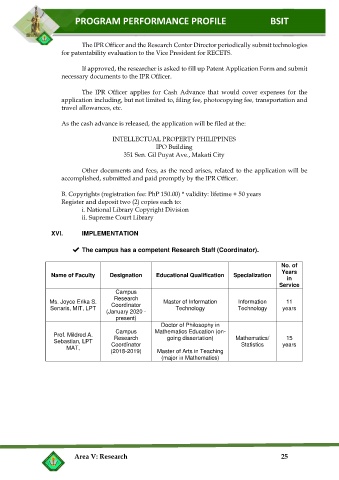 PROGRAM PERFORMANCE PROFILE BSIT
The IPR Officer and the Research Center Director periodically submit technologies
for patentability evaluation to the Vice President for RECETS.
If approved, the researcher is asked to fill up Patent Application Form and submit
necessary documents to the IPR Officer.
The IPR Officer applies for Cash Advance that would cover expenses for the
application including, but not limited to, filing fee, photocopying fee, transportation and
travel allowances, etc.
As the cash advance is released, the application will be filed at the:
INTELLECTUAL PROPERTY PHILIPPINES
IPO Building
351 Sen. Gil Puyat Ave., Makati City
Other documents and fees, as the need arises, related to the application will be
accomplished, submitted and paid promptly by the IPR Officer.
B. Copyrights (registration fee: PhP 150.00) * validity: lifetime + 50 years
Register and deposit two (2) copies each to:
i. National Library Copyright Division
ii. Supreme Court Library
XVI. IMPLEMENTATION
✔ The campus has a competent Research Staff (Coordinator).
Name of Faculty Designation Educational Qualification Specialization No. of Years in Service
Ms. Joyce Erika S. Senaris, MIT, LPT Campus Research Coordinator (January 2020 - present) Master of Information Technology Information Technology 11 years
Prof. Mildred A. Sebastian, LPT MAT. Campus Research Coordinator (2018-2019) Doctor of Philosophy in Mathematics Education (on-going dissertation) Master of Arts in Teaching (major in Mathematics) Mathematics/ Statistics 15 years
Area V: Research 25